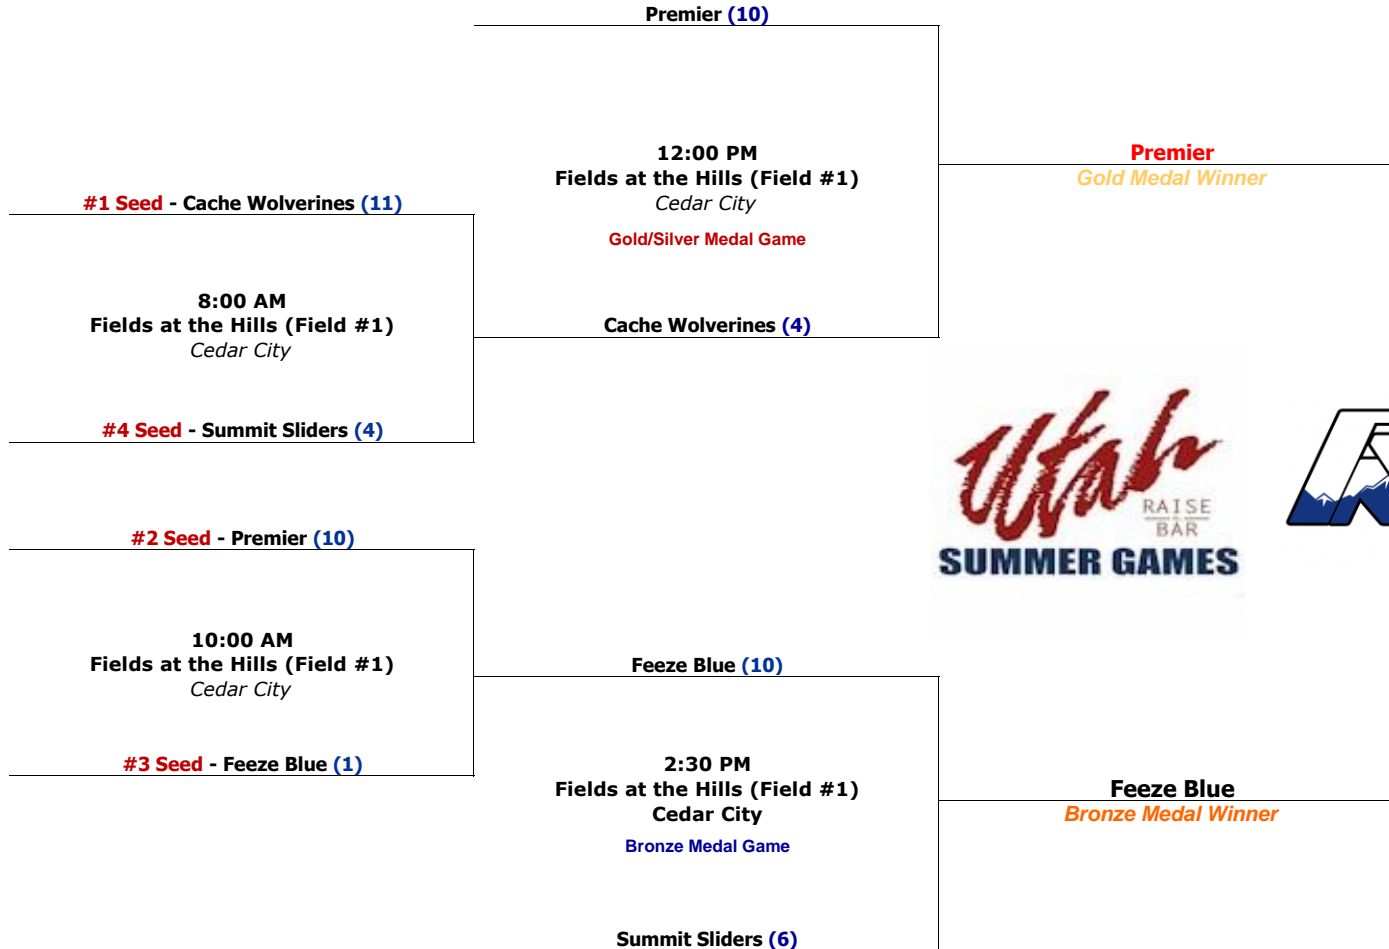 Premier (10)
12:00 PM
Fields at the Hills (Field #1)
Cedar City
Gold/Silver Medal Game
Premier
Gold Medal Winner
#1 Seed - Cache Wolverines (11)
8:00 AM
Fields at the Hills (Field #1)
Cedar City
Cache Wolverines (4)
#4 Seed - Summit Sliders (4)
Utah
RAISE
BAR
SUMMER GAMES
#2 Seed - Premier (10)
10:00 AM
Fields at the Hills (Field #1)
Cedar City
Feeze Blue (10)
#3 Seed - Feeze Blue (1)
2:30 PM
Fields at the Hills (Field #1)
Cedar City
Bronze Medal Game
Feeze Blue
Bronze Medal Winner
Summit Sliders (6)